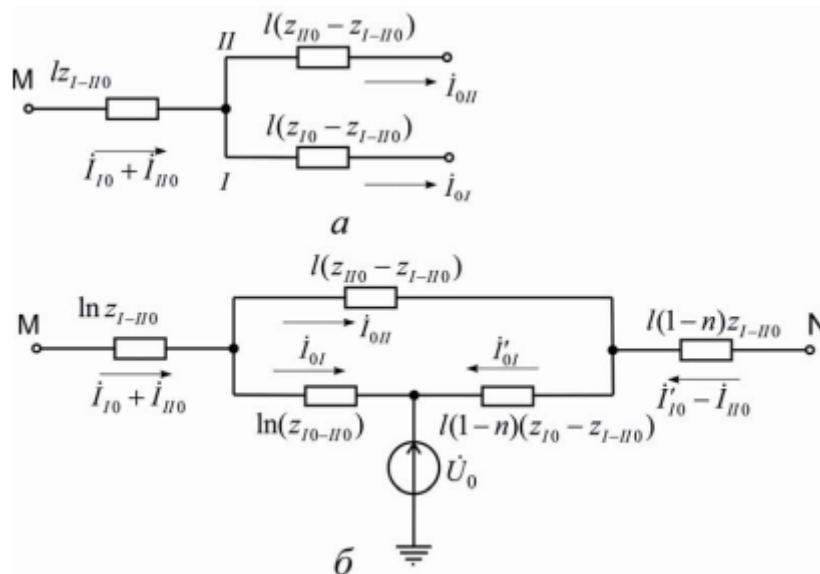 l(z_{II0} − z_{I−II0})
II
M
lz_{I−II0}
İ_{0II}
l(z_{I0} − z_{I−II0})
İ_{I0} + İ_{II0}
I
İ_{0I}
а
l(z_{II0} − z_{I−II0})
M
ln z_{I−II0}
İ_{0II}
l(1−n)z_{I−II0}
N
İ_{0I}
İ′_{0I}
İ_{I0} + İ_{II0}
İ′_{I0} − İ_{II0}
ln(z_{I0−II0})
l(1−n)(z_{I0} − z_{I−II0})
U̇_0
б